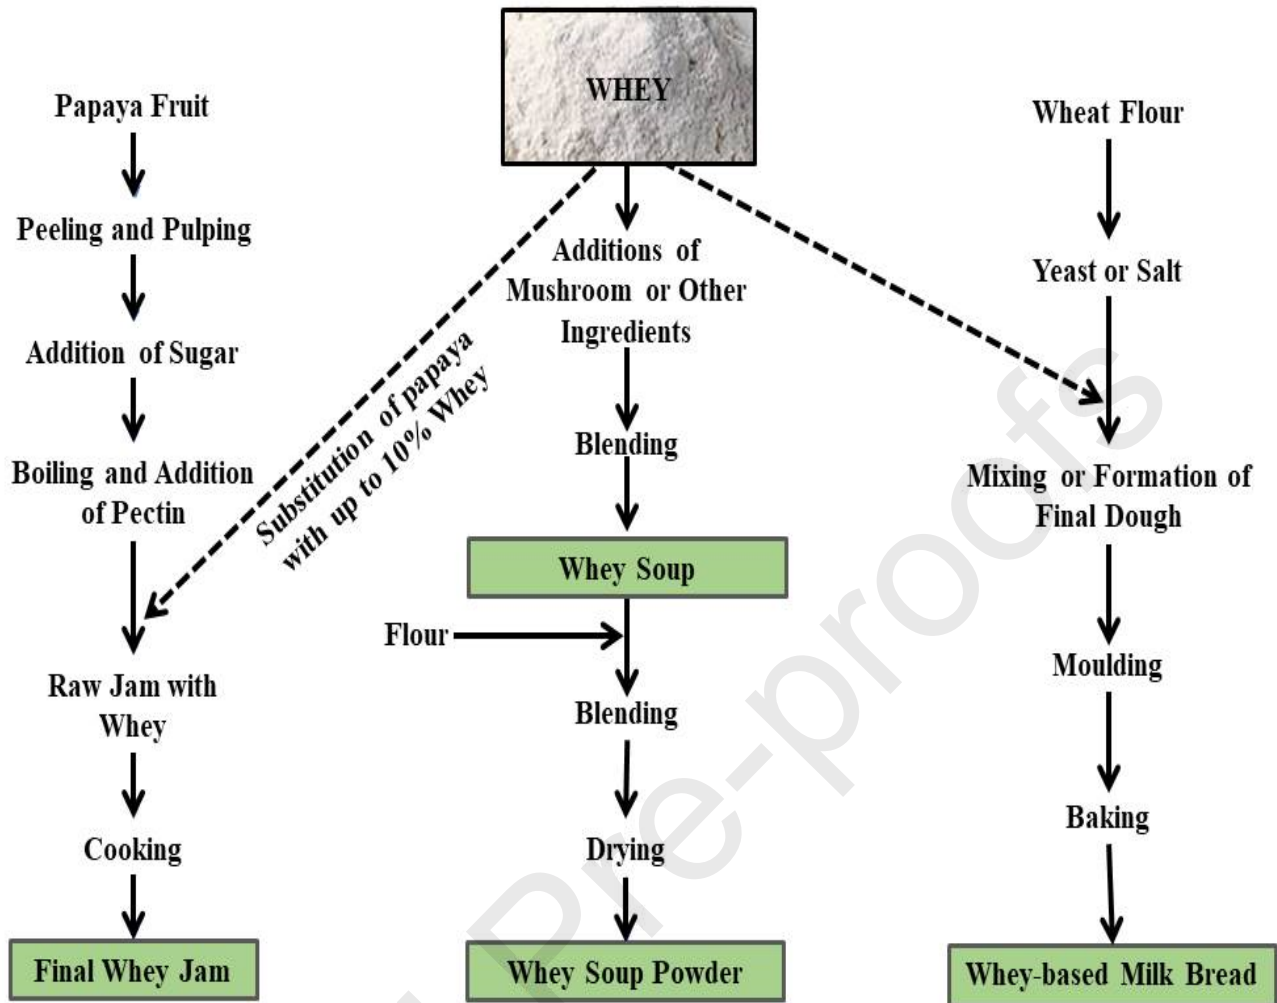 WHEY
Papaya Fruit
Peeling and Pulping
Addition of Sugar
Boiling and Addition
of Pectin
Raw Jam with
Whey
Cooking
Final Whey Jam
Substitution of papaya
with up to 10% Whey
Additions of
Mushroom or Other
Ingredients
Blending
Whey Soup
Flour
Blending
Drying
Whey Soup Powder
Wheat Flour
Yeast or Salt
Mixing or Formation of
Final Dough
Moulding
Baking
Whey-based Milk Bread
Pre-proofs